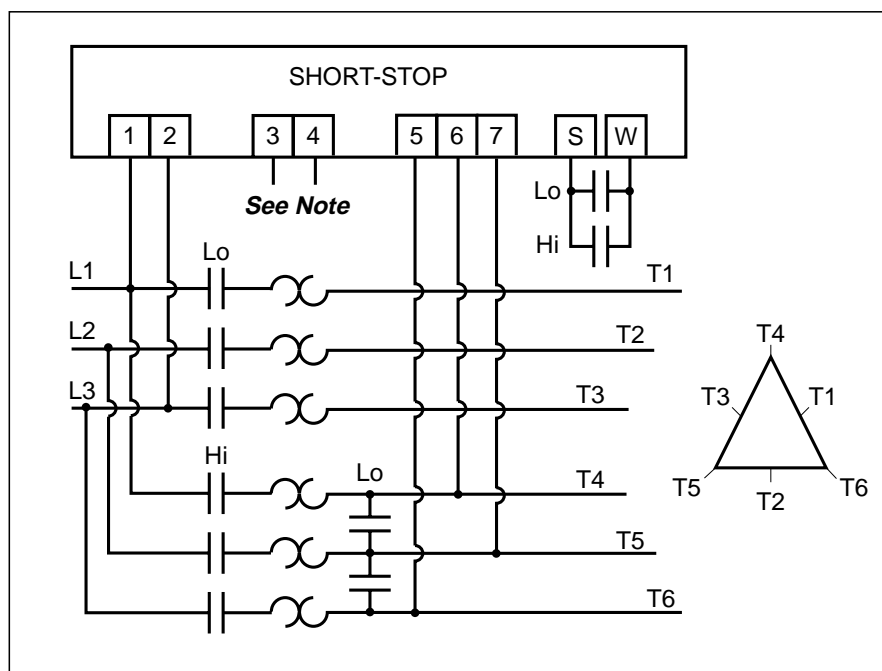 SHORT-STOP
1 2 3 4 5 6 7 S W
See Note
Lo
Hi
L1 Lo T1
L2 T2
L3 T3
Hi Lo T4
T5
T6
T4
T3 T1
T5 T2 T6